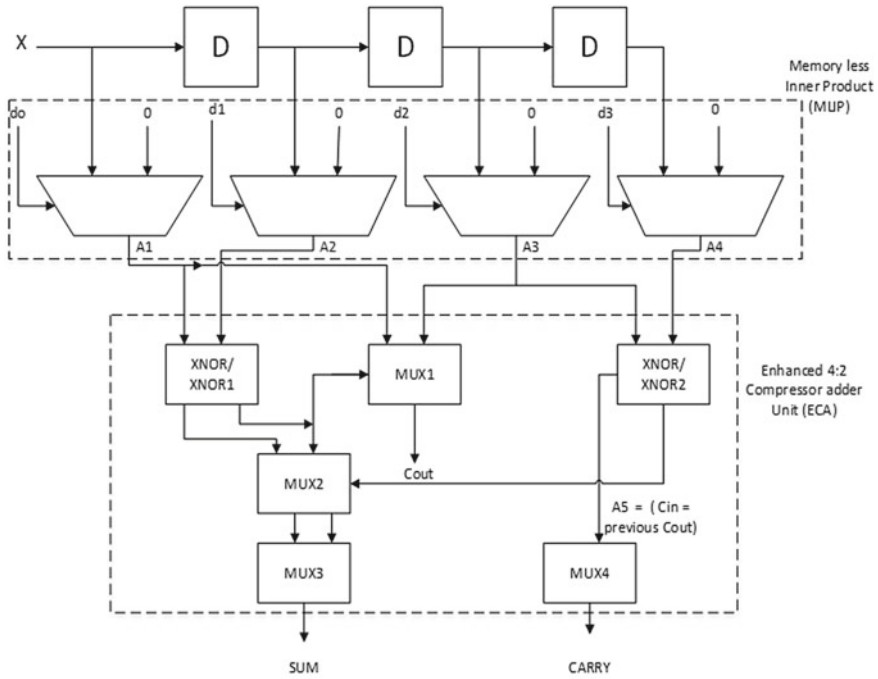 X
D
D
D
Memory less
Inner Product
(MIIP)
do
0
d1
0
d2
0
d3
0
A1
A2
A3
A4
XNOR/
XNOR1
MUX1
XNOR/
XNOR2
Enhanced 4:2
Compressor adder
Unit (ECA)
Cout
MUX2
A5 = ( Cin =
previous Cout)
MUX3
MUX4
SUM
CARRY